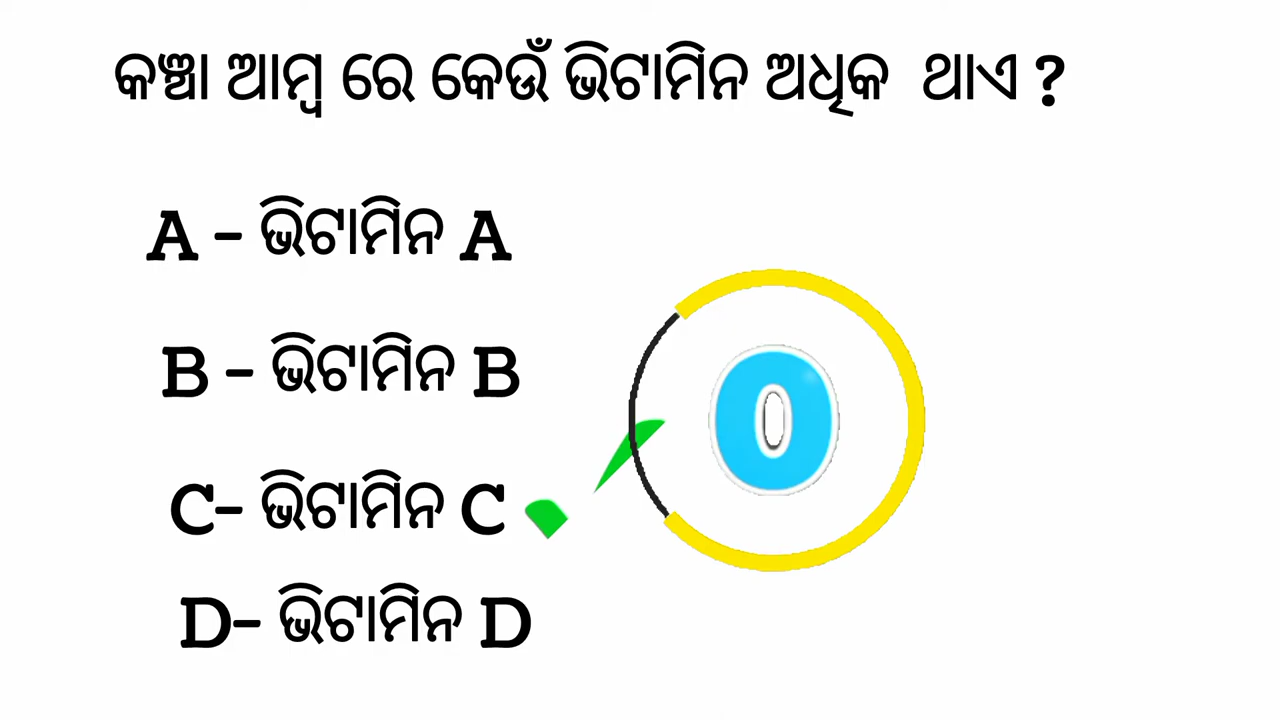 କଞ୍ଚା ଆମ୍ବ ରେ କେଉଁ ଭିଟାମିନ ଅଧିକ ଥାଏ ?
A - ଭିଟାମିନ A
B - ଭିଟାମିନ B
0
C- ଭିଟାମିନ C
D- ଭିଟାମିନ D